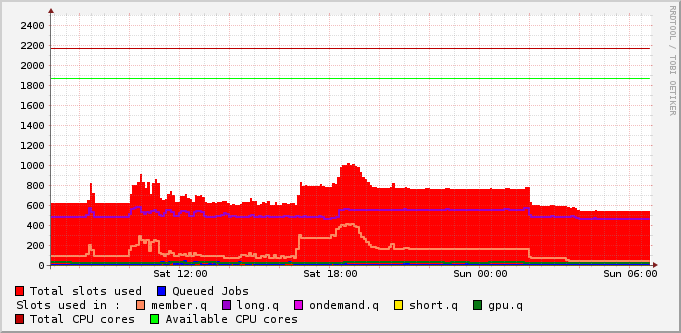 RRDTOOL / TOBI OETIKER
2400
2200
2000
1800
1600
1400
1200
1000
800
600
400
200
0
Sat 12:00 Sat 18:00 Sun 00:00 Sun 06:00
Total slots used Queued Jobs
Slots used in : member.q long.q ondemand.q short.q gpu.q
Total CPU cores Available CPU cores